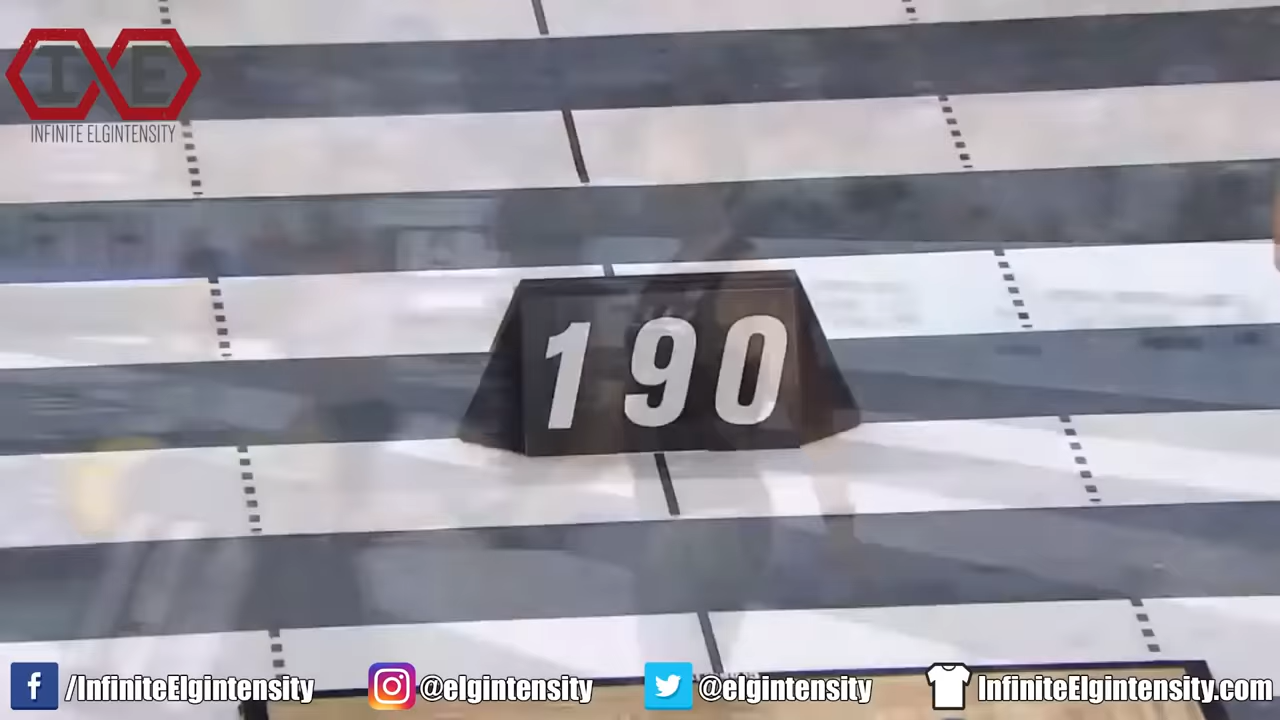 IE
INFINITE ELGINTENSITY
190
/InfiniteElgintensity
@elgintensity
@elgintensity
InfiniteElgintensity.com